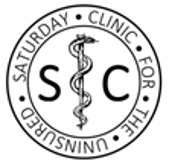 SATURDAY • CLINIC • FOR • THE • UNINSURED •
S C